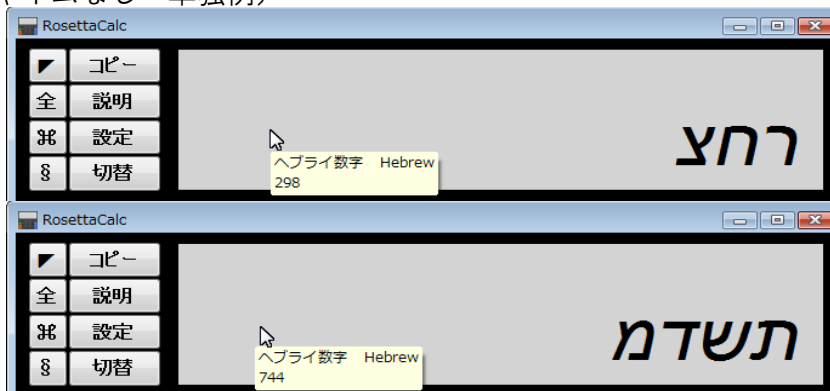 RosettaCalc
◤ コピー
全 説明
⌘ 設定
§ 切替
רחצ
ヘブライ数字 Hebrew
298
RosettaCalc
◤ コピー
全 説明
⌘ 設定
§ 切替
תשדמ
ヘブライ数字 Hebrew
744